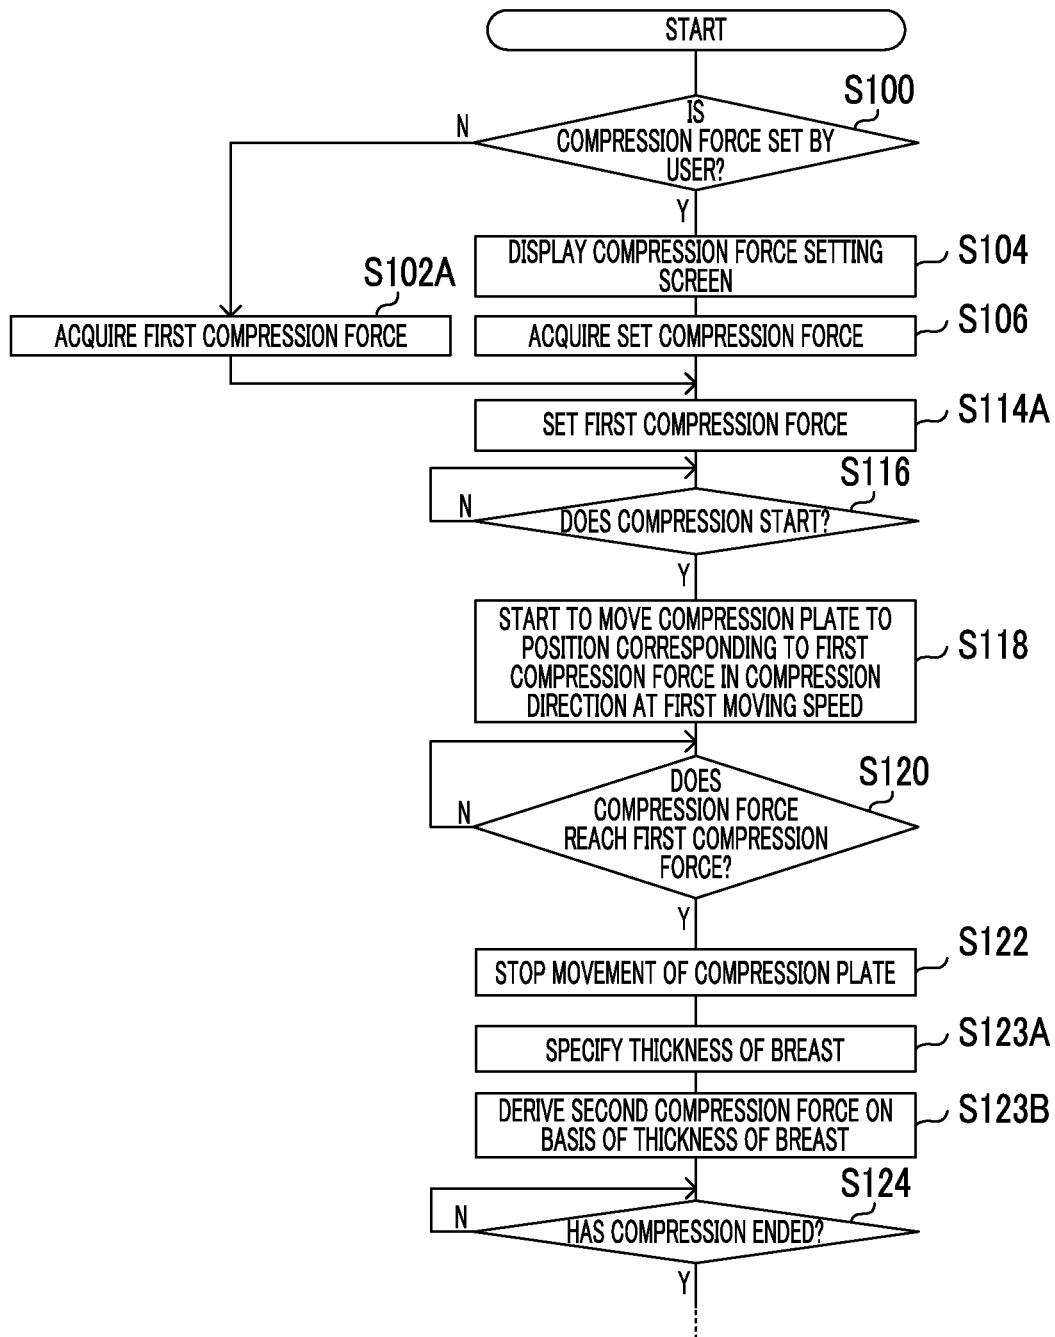 START
S100
IS
COMPRESSION FORCE SET BY
USER?
N
Y
DISPLAY COMPRESSION FORCE SETTING
SCREEN
S104
S102A
ACQUIRE FIRST COMPRESSION FORCE
ACQUIRE SET COMPRESSION FORCE
S106
SET FIRST COMPRESSION FORCE
S114A
S116
DOES COMPRESSION START?
N
Y
START TO MOVE COMPRESSION PLATE TO
POSITION CORRESPONDING TO FIRST
COMPRESSION FORCE IN COMPRESSION
DIRECTION AT FIRST MOVING SPEED
S118
S120
DOES
COMPRESSION FORCE
REACH FIRST COMPRESSION
FORCE?
N
Y
STOP MOVEMENT OF COMPRESSION PLATE
S122
SPECIFY THICKNESS OF BREAST
S123A
DERIVE SECOND COMPRESSION FORCE ON
BASIS OF THICKNESS OF BREAST
S123B
S124
HAS COMPRESSION ENDED?
N
Y